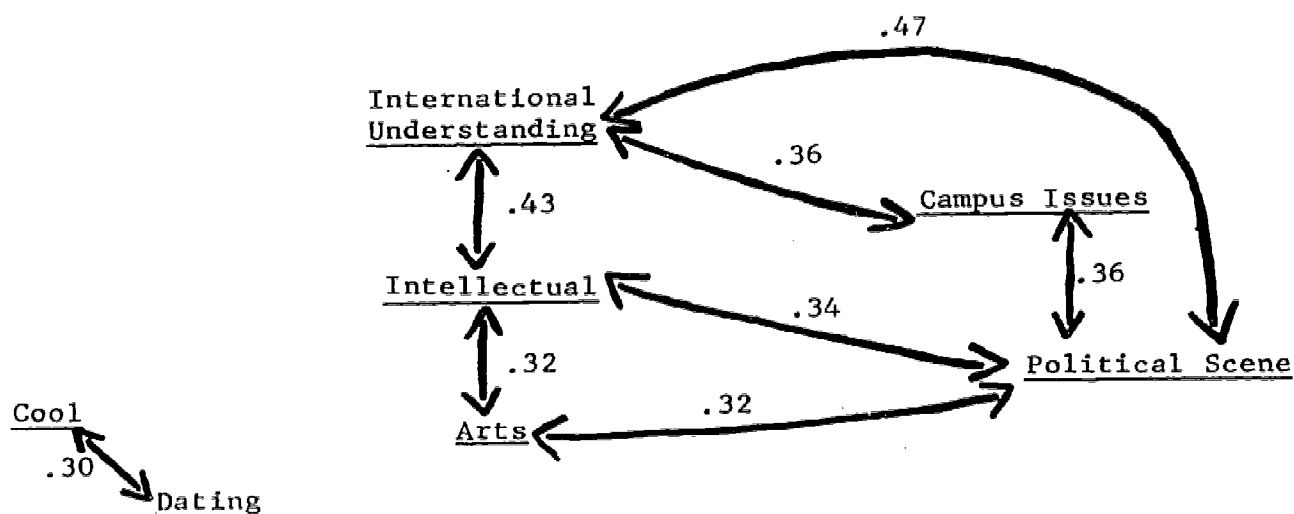 .47
International
Understanding
.36
Campus Issues
.43
.36
Intellectual
.34
.32
Political Scene
.32
Cool
Arts
.30
Dating